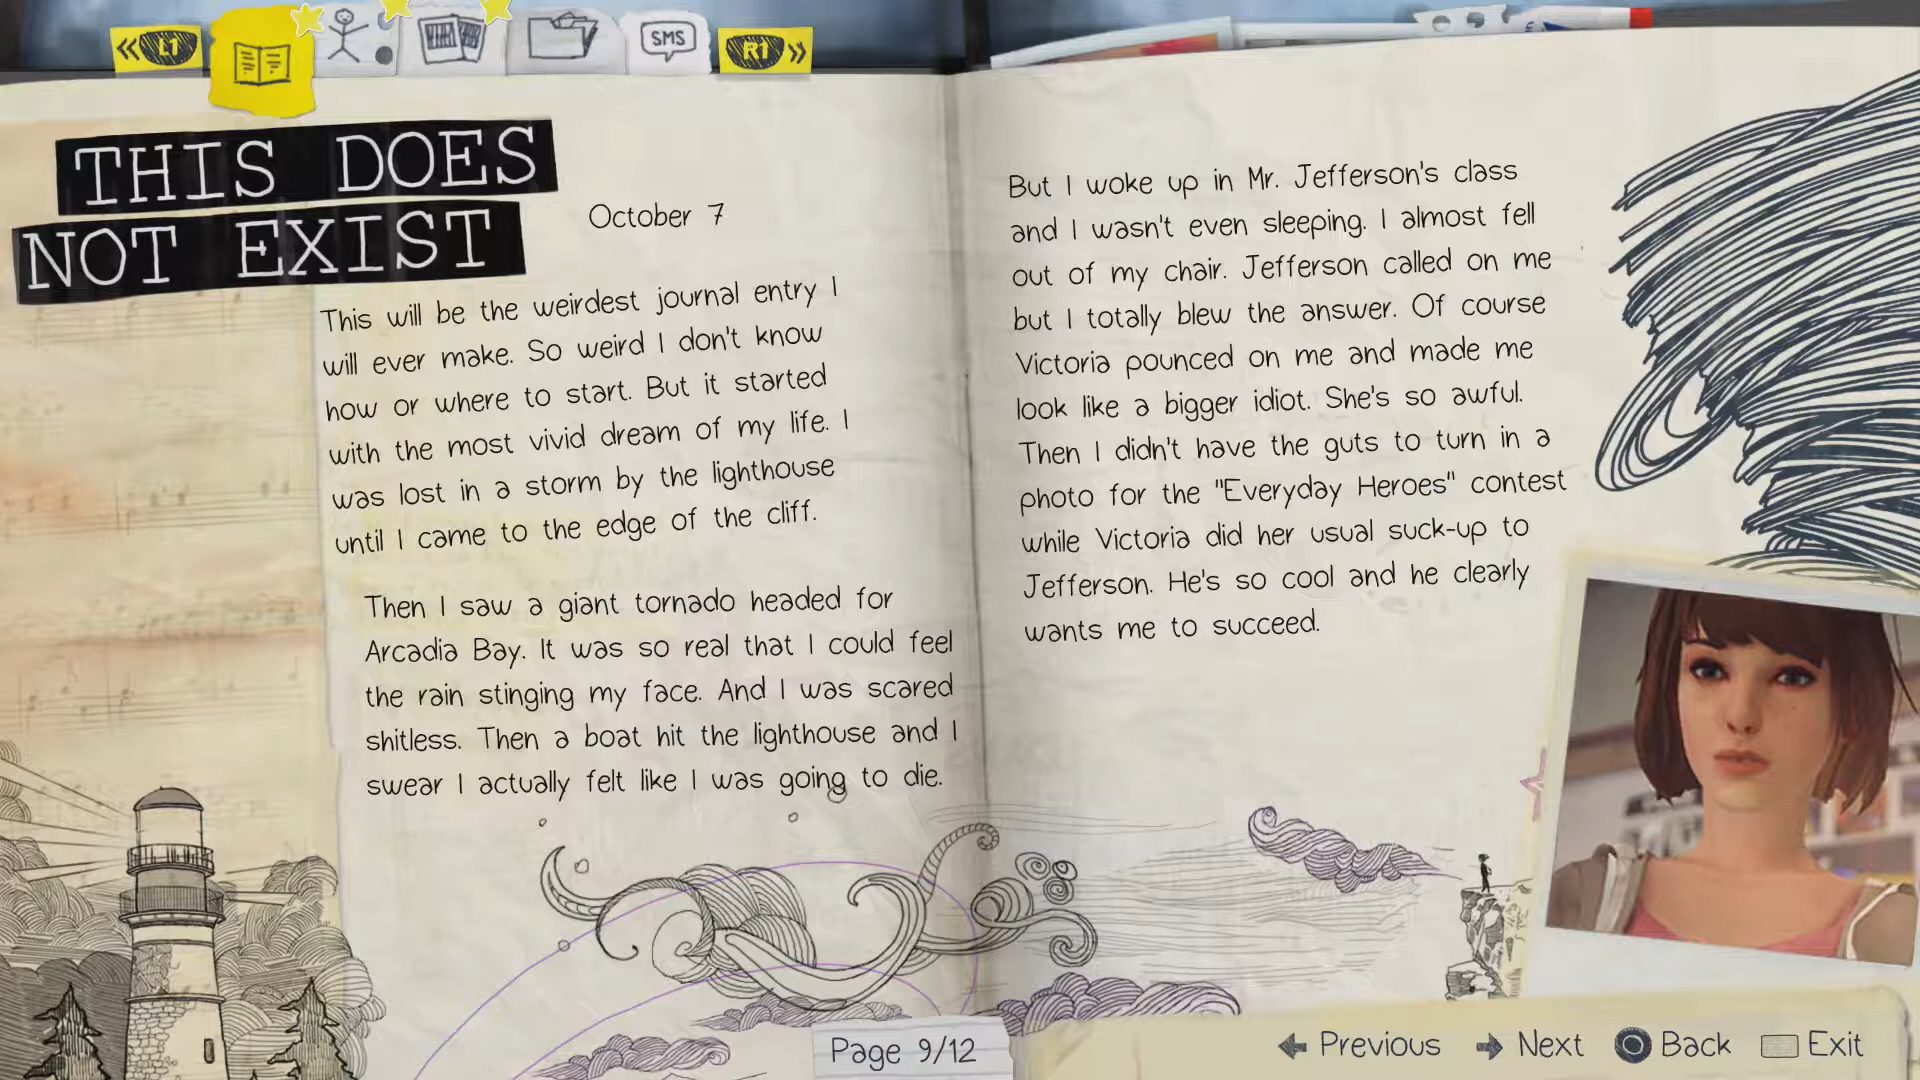 L1
SMS
R1
THIS DOES
NOT EXIST
October 7
This will be the weirdest journal entry I
will ever make. So weird I don't know
how or where to start. But it started
with the most vivid dream of my life. I
was lost in a storm by the lighthouse
until I came to the edge of the cliff.
Then I saw a giant tornado headed for
Arcadia Bay. It was so real that I could feel
the rain stinging my face. And I was scared
shitless. Then a boat hit the lighthouse and I
swear I actually felt like I was going to die.
But I woke up in Mr. Jefferson's class
and I wasn't even sleeping. I almost fell
out of my chair. Jefferson called on me
but I totally blew the answer. Of course
Victoria pounced on me and made me
look like a bigger idiot. She's so awful.
Then I didn't have the guts to turn in a
photo for the "Everyday Heroes" contest
while Victoria did her usual suck-up to
Jefferson. He's so cool and he clearly
wants me to succeed.
Page 9/12
Previous
Next
Back
Exit